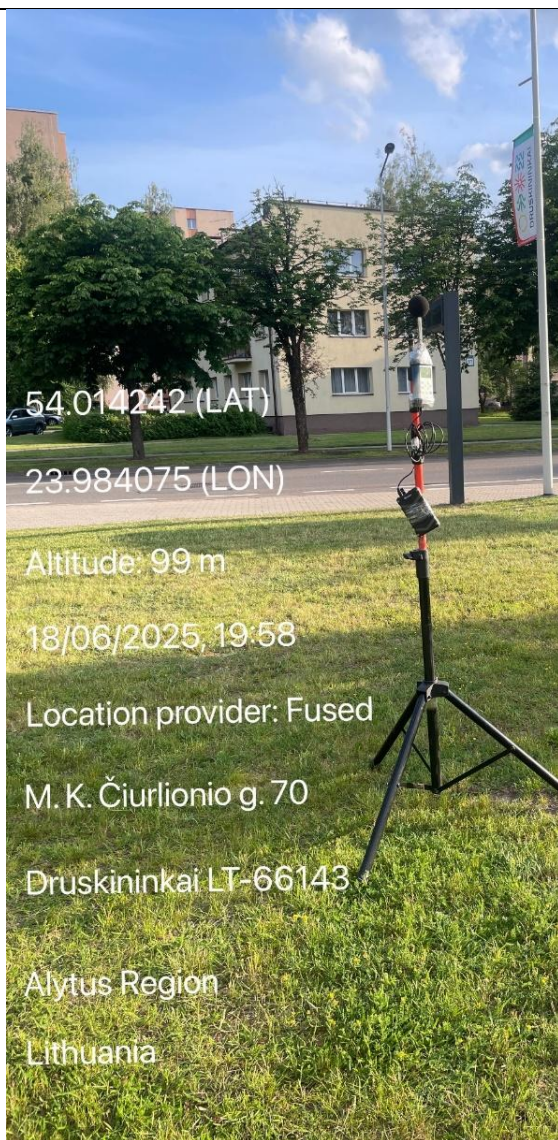 DRUSKININKAI
54.014242 (LAT)
23.984075 (LON)
Altitude: 99 m
18/06/2025 19:58
Location provider: Fused
M. K. Čiurlionio g. 70
Druskininkai LT-66143
Alytus Region
Lithuania